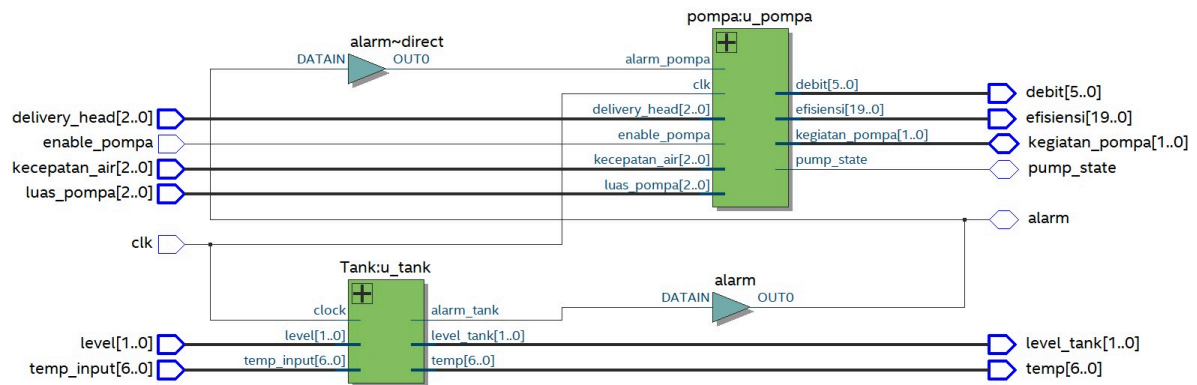 pompa:u_pompa
alarm~direct
DATAIN OUT0
alarm_pompa
clk
debit[5..0] debit[5..0]
delivery_head[2..0] delivery_head[2..0] efisiensi[19..0] efisiensi[19..0]
enable_pompa enable_pompa kegiatan_pompa[1..0] kegiatan_pompa[1..0]
kecepatan_air[2..0] kecepatan_air[2..0] pump_state pump_state
luas_pompa[2..0] luas_pompa[2..0]
alarm
clk
Tank:u_tank
alarm
DATAIN OUT0
clock alarm_tank
level[1..0] level[1..0] level_tank[1..0] level_tank[1..0]
temp_input[6..0] temp_input[6..0] temp[6..0] temp[6..0]